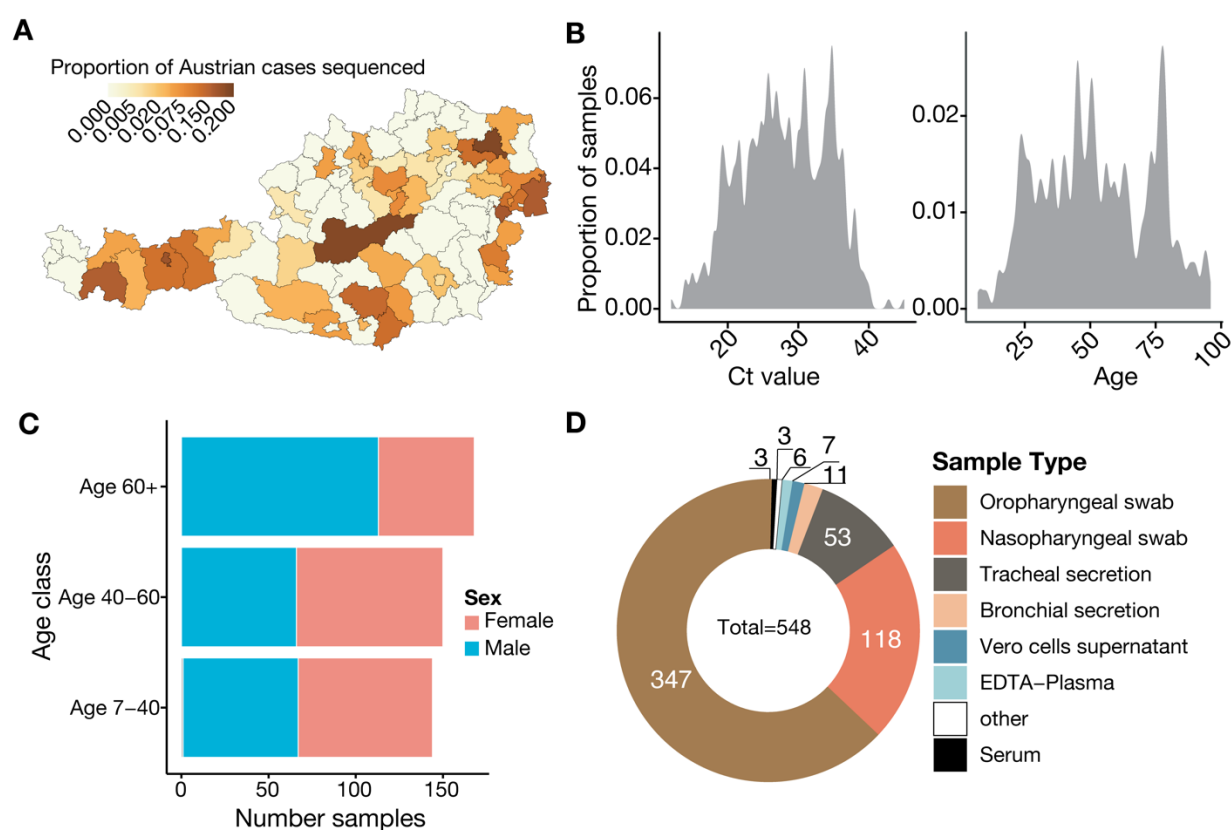 A
Proportion of Austrian cases sequenced
0.000
0.005
0.020
0.075
0.150
0.200
B
Proportion of samples
0.06
0.04
0.02
0.00
20
30
40
Ct value
0.02
0.01
0.00
25
50
75
100
Age
C
Age class
Age 60+
Age 40−60
Age 7−40
0
50
100
150
Number samples
Sex
Female
Male
D
3
3
6
7
11
53
118
347
Total=548
Sample Type
Oropharyngeal swab
Nasopharyngeal swab
Tracheal secretion
Bronchial secretion
Vero cells supernatant
EDTA−Plasma
other
Serum